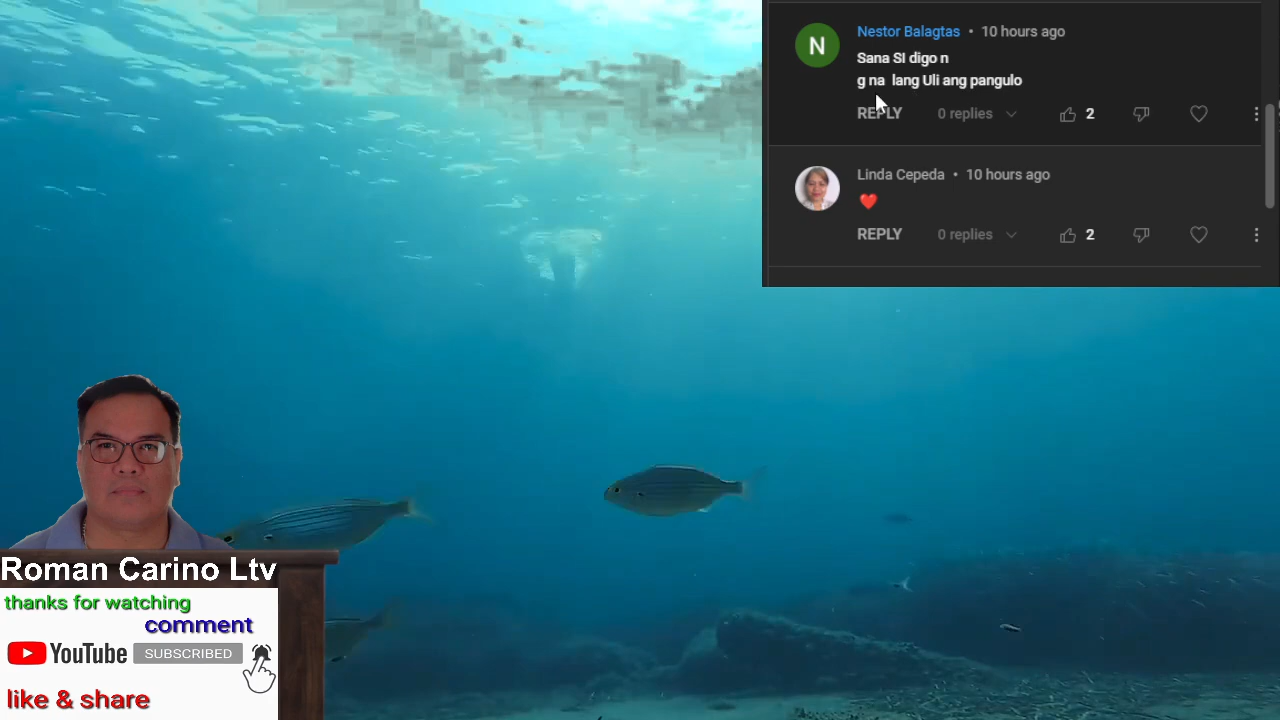 Nestor Balagtas • 10 hours ago
N
Sana SI digo n
g na lang Uli ang pangulo
REPLY 0 replies 2
Linda Cepeda • 10 hours ago
❤️
REPLY 0 replies 2
Roman Carino Ltv
thanks for watching
comment
YouTube SUBSCRIBED
like & share